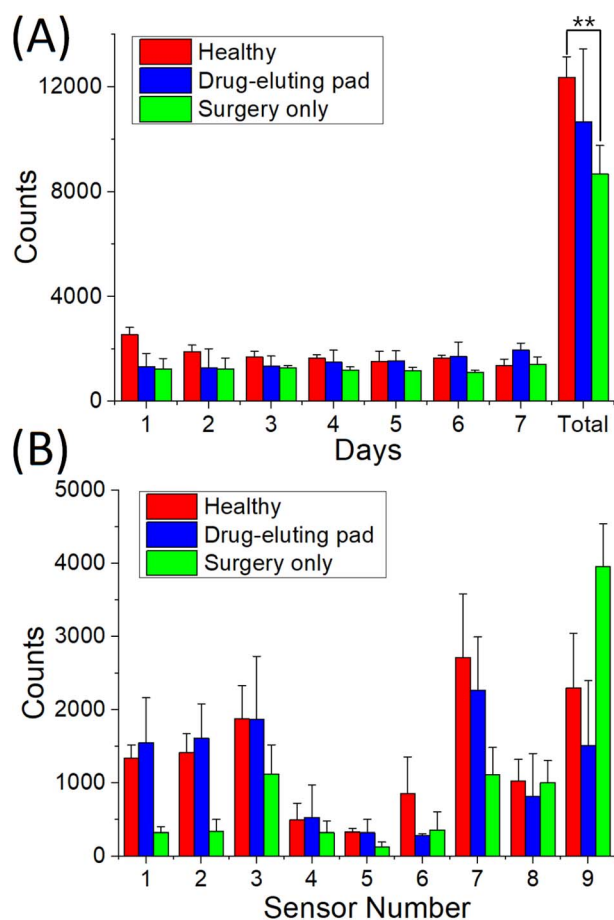 (A)
**
Healthy
Drug-eluting pad
Surgery only
12000
8000
4000
0
Counts
1 2 3 4 5 6 7 Total
Days
(B)
5000
4000
3000
2000
1000
0
Counts
Healthy
Drug-eluting pad
Surgery only
1 2 3 4 5 6 7 8 9
Sensor Number